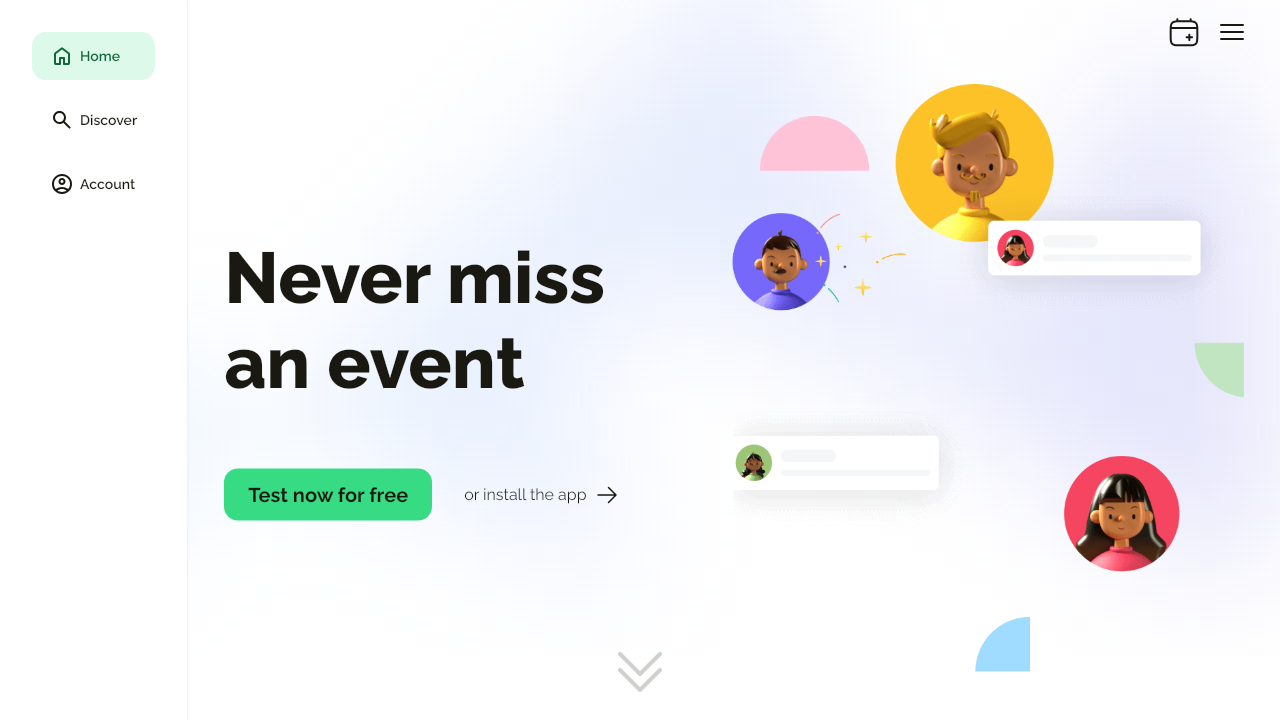 Home
Discover
Account
Never miss
an event
Test now for free
or install the app